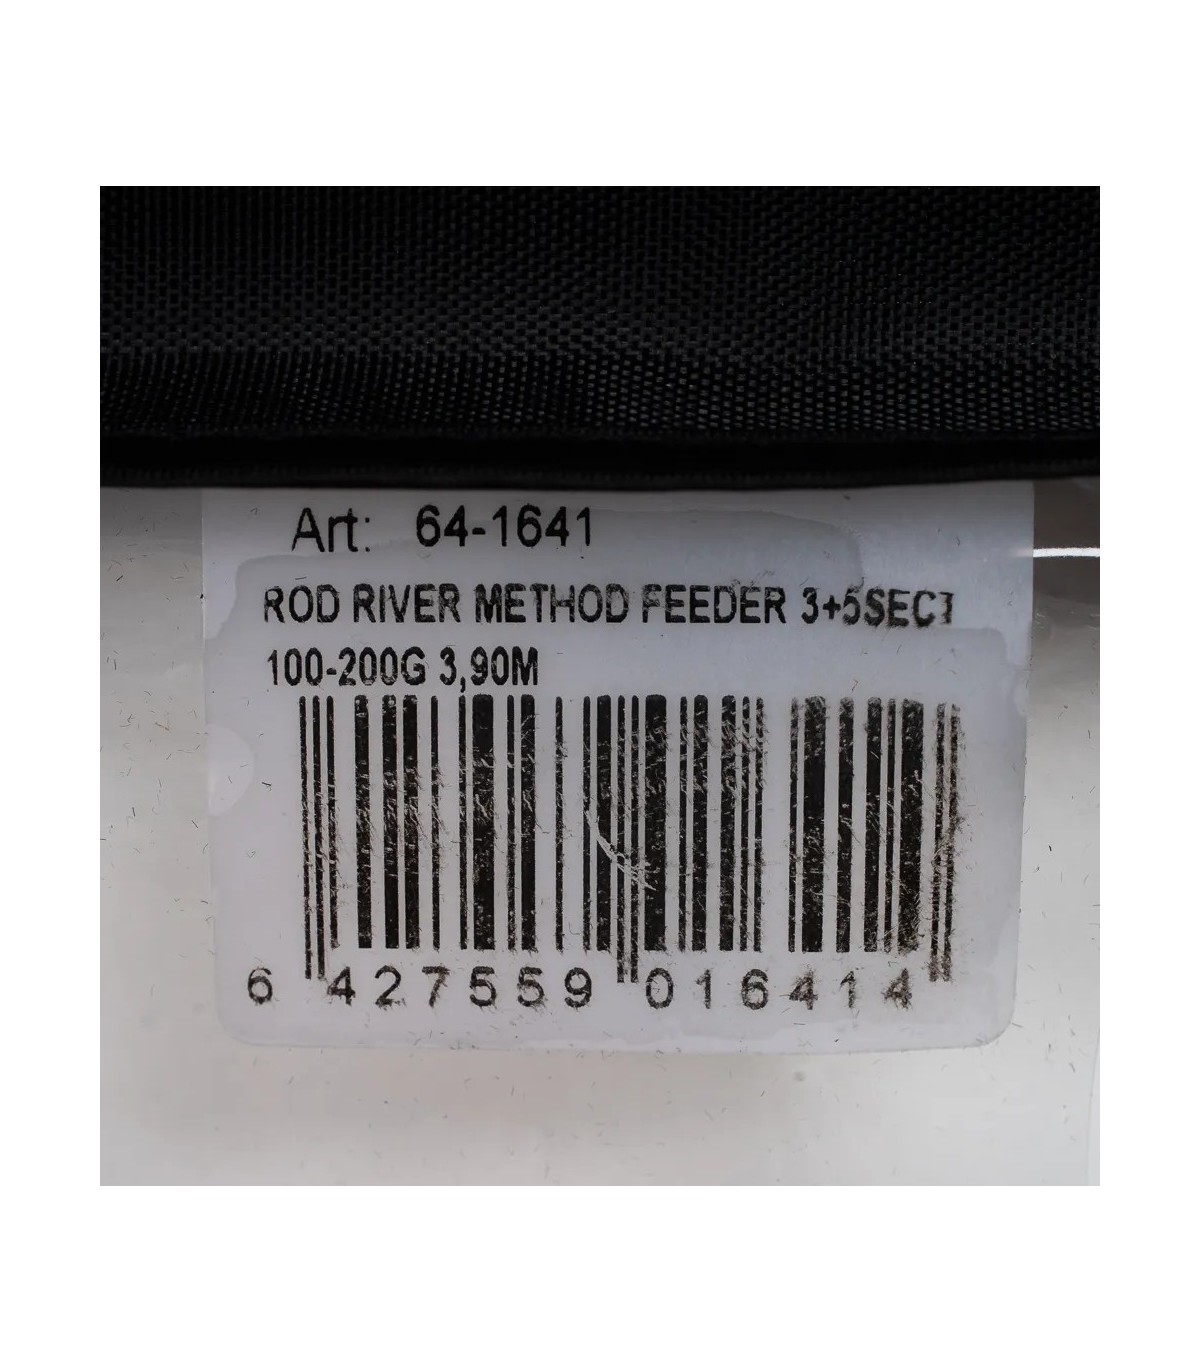 Art: 64-1641
ROD RIVER METHOD FEEDER 3+5SECT
100-200G 3,90M
6 427559 016414